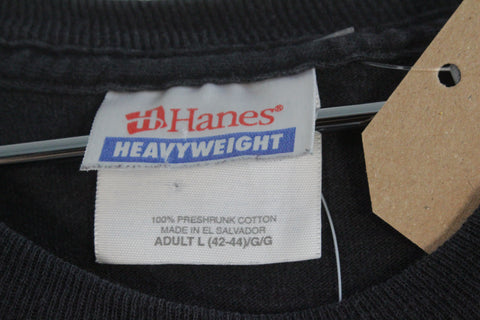 Hanes®
HEAVYWEIGHT
100% PRESHRUNK COTTON
MADE IN EL SALVADOR
ADULT L (42-44)/G/G